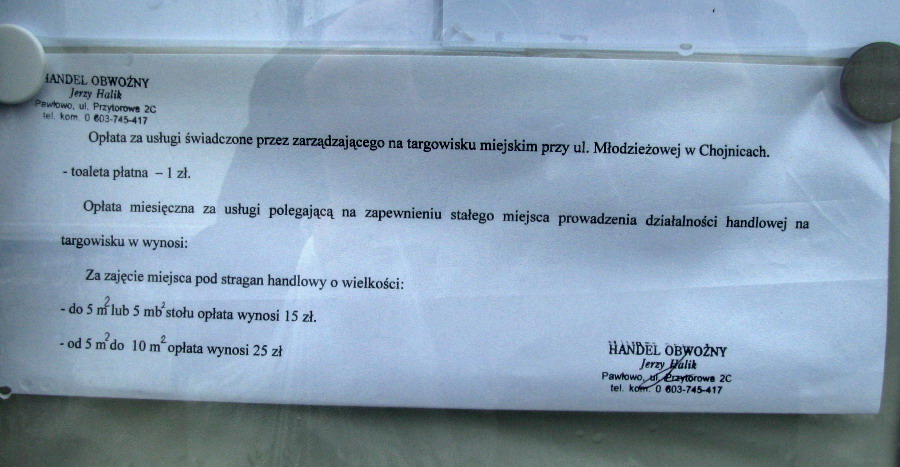 HANDEL OBWOŹNY
Jerzy Halik
Pawłowo, ul. Przytorowa 2C
tel. kom. 0 603-745-417
Opłata za usługi świadczone przez zarządzającego na targowisku miejskim przy ul. Młodzieżowej w Chojnicach.
- toaleta płatna – 1 zł.
Opłata miesięczna za usługi polegającą na zapewnieniu stałego miejsca prowadzenia działalności handlowej na
targowisku w wynosi:
Za zajęcie miejsca pod stragan handlowy o wielkości:
- do 5 m² lub 5 mb² stołu opłata wynosi 15 zł.
- od 5 m² do 10 m² opłata wynosi 25 zł
HANDEL OBWOŹNY
Jerzy Halik
Pawłowo, ul. Przytorowa 2C
tel. kom. 0 603-745-417